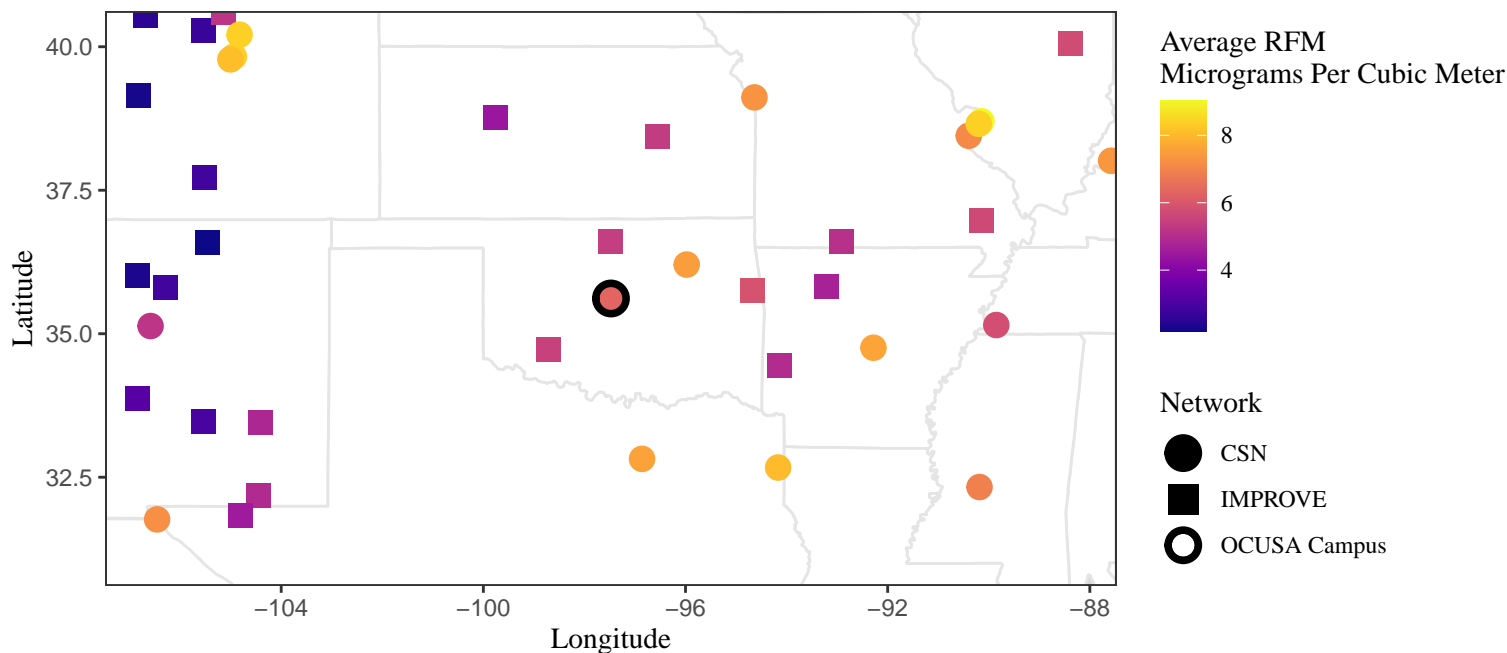 40.0
37.5
35.0
32.5
Latitude
−104
−100
−96
−92
−88
Longitude
Average RFM
Micrograms Per Cubic Meter
8
6
4
Network
CSN
IMPROVE
OCUSA Campus